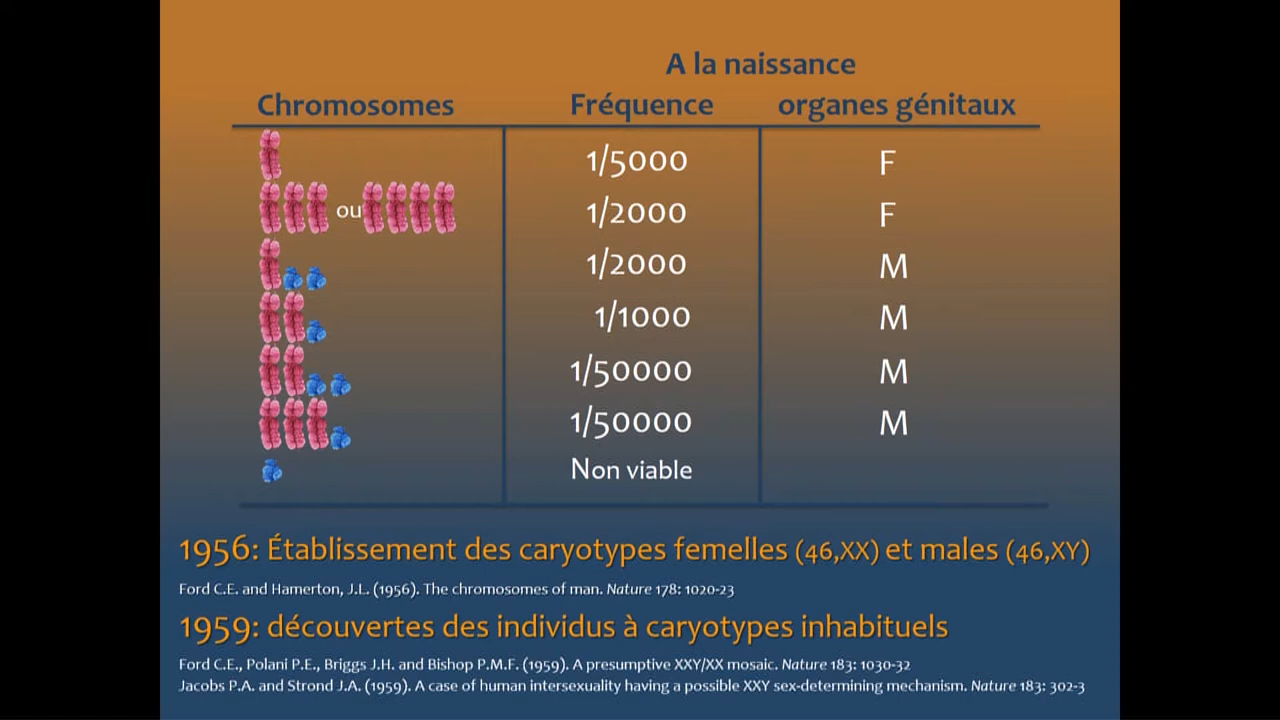 A la naissance
Chromosomes Fréquence organes génitaux
1/5000 F
ou 1/2000 F
1/2000 M
1/1000 M
1/50000 M
1/50000 M
Non viable
1956: Établissement des caryotypes femelles (46,XX) et males (46,XY)
Ford C.E. and Hamerton, J.L. (1956). The chromosomes of man. Nature 178: 1020-23
1959: découvertes des individus à caryotypes inhabituels
Ford C.E., Polani P.E., Briggs J.H. and Bishop P.M.F. (1959). A presumptive XXY/XX mosaic. Nature 183: 1030-32
Jacobs P.A. and Strond J.A. (1959). A case of human intersexuality having a possible XXY sex-determining mechanism. Nature 183: 302-3